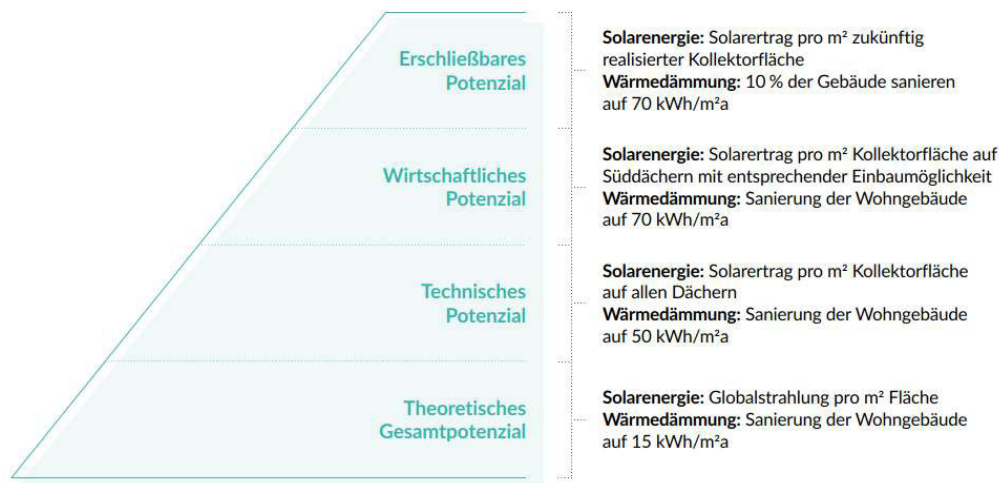 Erschließbares
Potenzial
Solarenergie: Solarertrag pro m² zukünftig
realisierter Kollektorfläche
Wärmedämmung: 10 % der Gebäude sanieren
auf 70 kWh/m²a
Wirtschaftliches
Potenzial
Solarenergie: Solarertrag pro m² Kollektorfläche auf
Süddächern mit entsprechender Einbaumöglichkeit
Wärmedämmung: Sanierung der Wohngebäude
auf 70 kWh/m²a
Technisches
Potenzial
Solarenergie: Solarertrag pro m² Kollektorfläche
auf allen Dächern
Wärmedämmung: Sanierung der Wohngebäude
auf 50 kWh/m²a
Theoretisches
Gesamtpotenzial
Solarenergie: Globalstrahlung pro m² Fläche
Wärmedämmung: Sanierung der Wohngebäude
auf 15 kWh/m²a